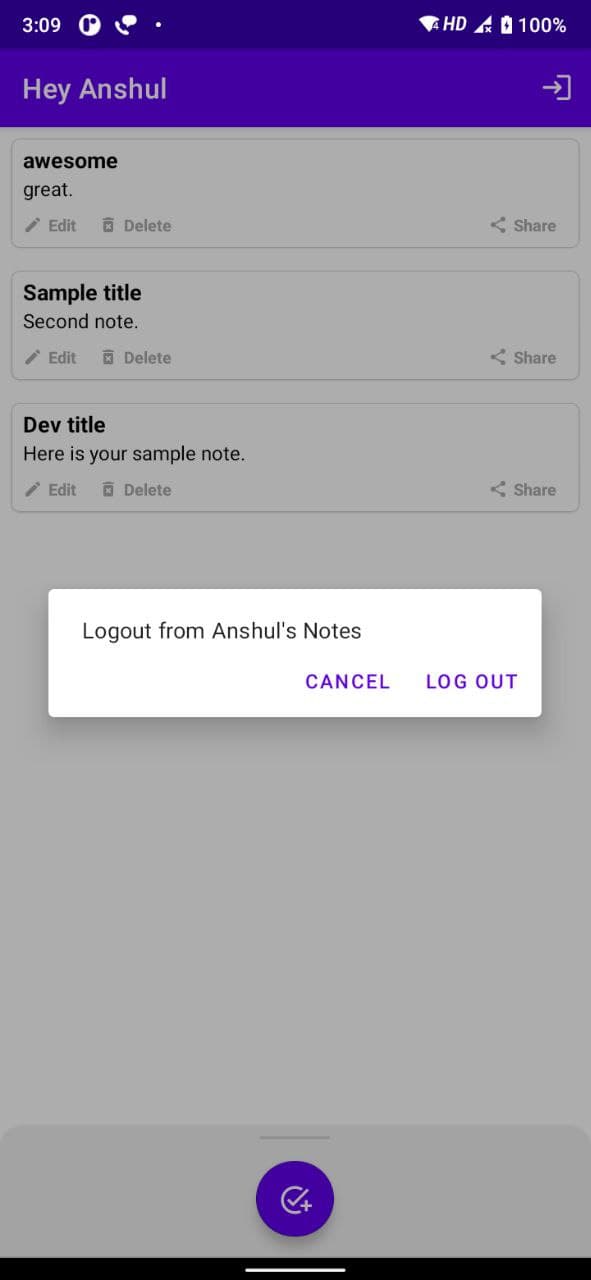 3:09 HD 100%
Hey Anshul
awesome
great.
Edit Delete Share
Sample title
Second note.
Edit Delete Share
Dev title
Here is your sample note.
Edit Delete Share
Logout from Anshul's Notes
CANCEL LOG OUT